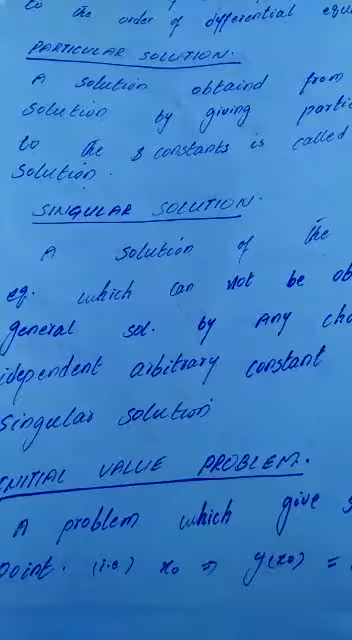 to the order of differential equ
PARTICULAR SOLUTION.
A solution obtaind from
Solution by giving parti
to the constants is called
Solution.
SINGULAR SOLUTION.
A solution of the
eq. which can not be ob
general sol. by any cho
idependent arbitrary constant
Singular solution
INITIAL VALUE PROBLEM.
A problem which give s
point. (i.e) x₀ ⇒ y(x₀) =